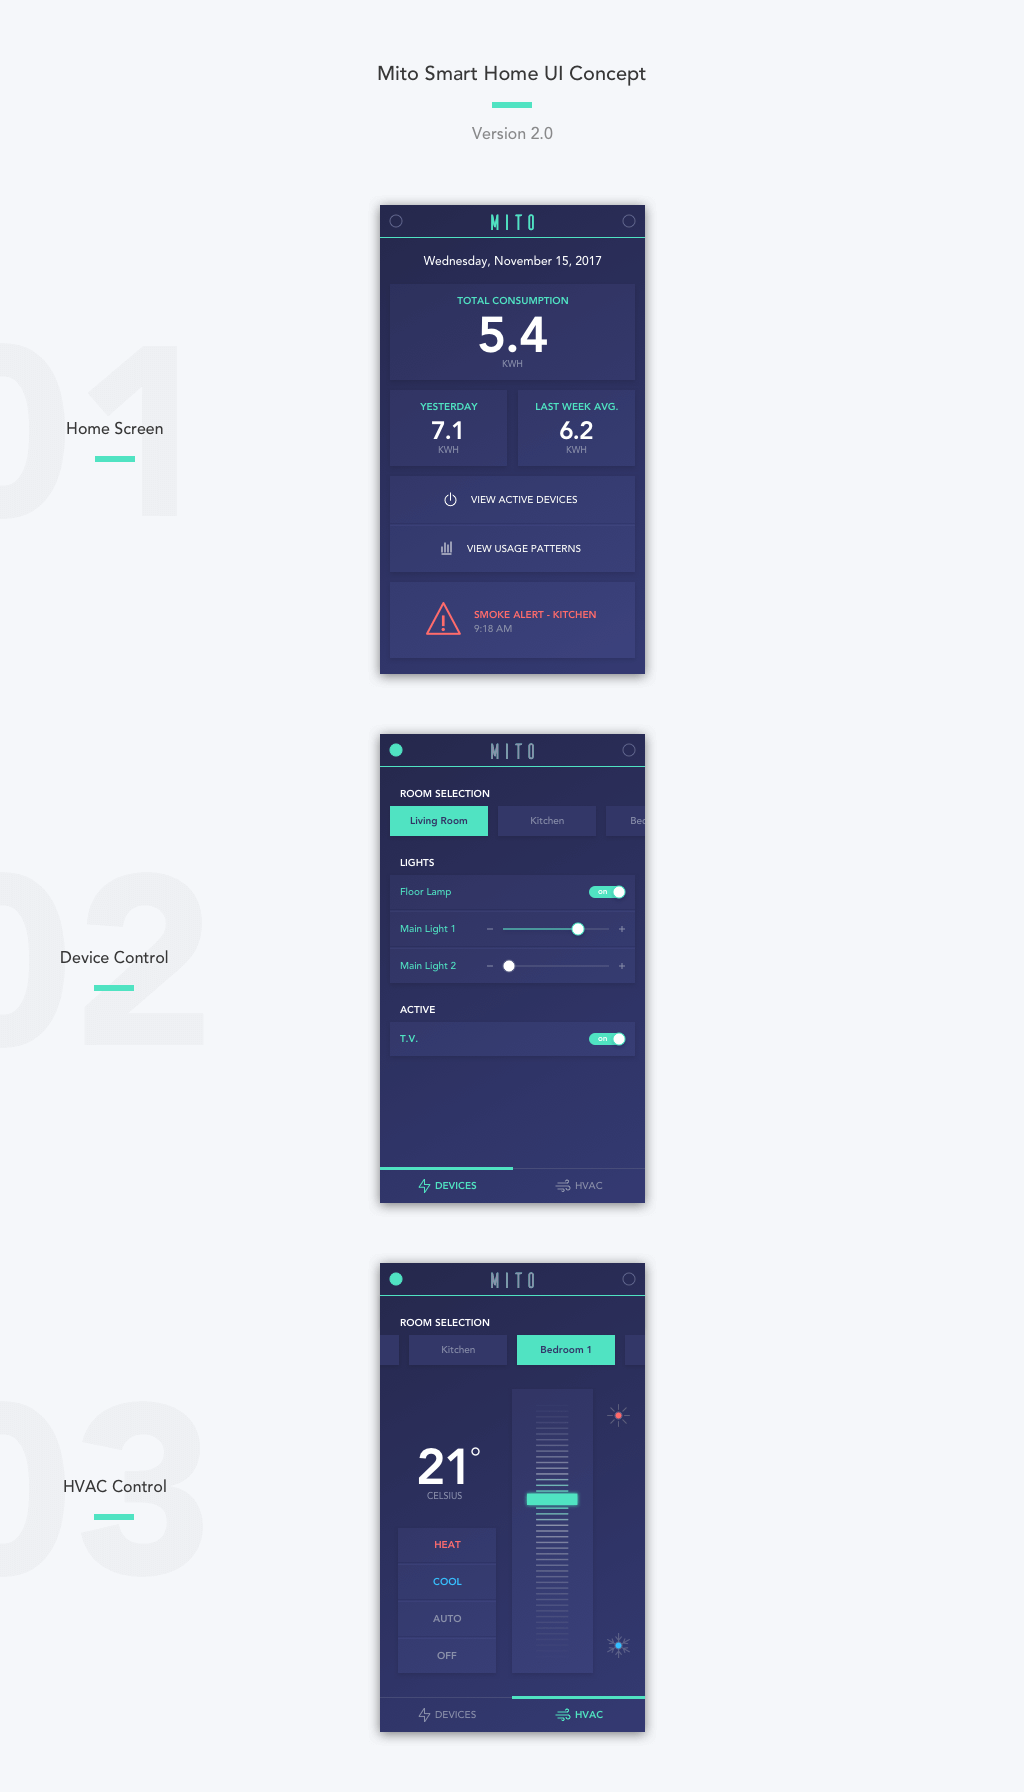 Mito Smart Home UI Concept
Version 2.0
01
Home Screen
MITO
Wednesday, November 15, 2017
TOTAL CONSUMPTION
5.4
KWH
YESTERDAY
7.1
KWH
LAST WEEK AVG.
6.2
KWH
VIEW ACTIVE DEVICES
VIEW USAGE PATTERNS
SMOKE ALERT - KITCHEN
9:18 AM
02
Device Control
MITO
ROOM SELECTION
Living Room
Kitchen
Bed
LIGHTS
Floor Lamp
on
Main Light 1
− +
Main Light 2
− +
ACTIVE
T.V.
on
DEVICES
HVAC
03
HVAC Control
MITO
ROOM SELECTION
Kitchen
Bedroom 1
21°
CELSIUS
HEAT
COOL
AUTO
OFF
DEVICES
HVAC